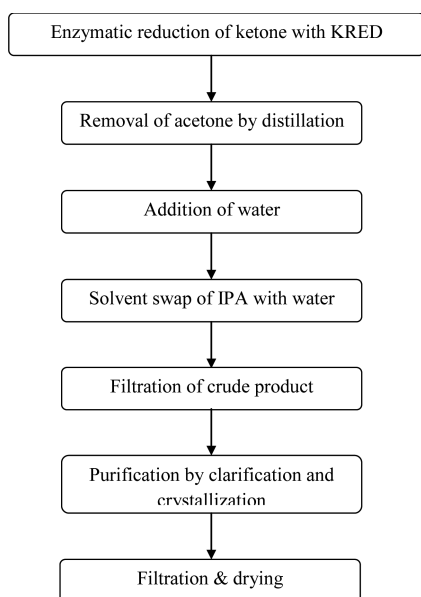 Enzymatic reduction of ketone with KRED
Removal of acetone by distillation
Addition of water
Solvent swap of IPA with water
Filtration of crude product
Purification by clarification and
crystallization
Filtration & drying